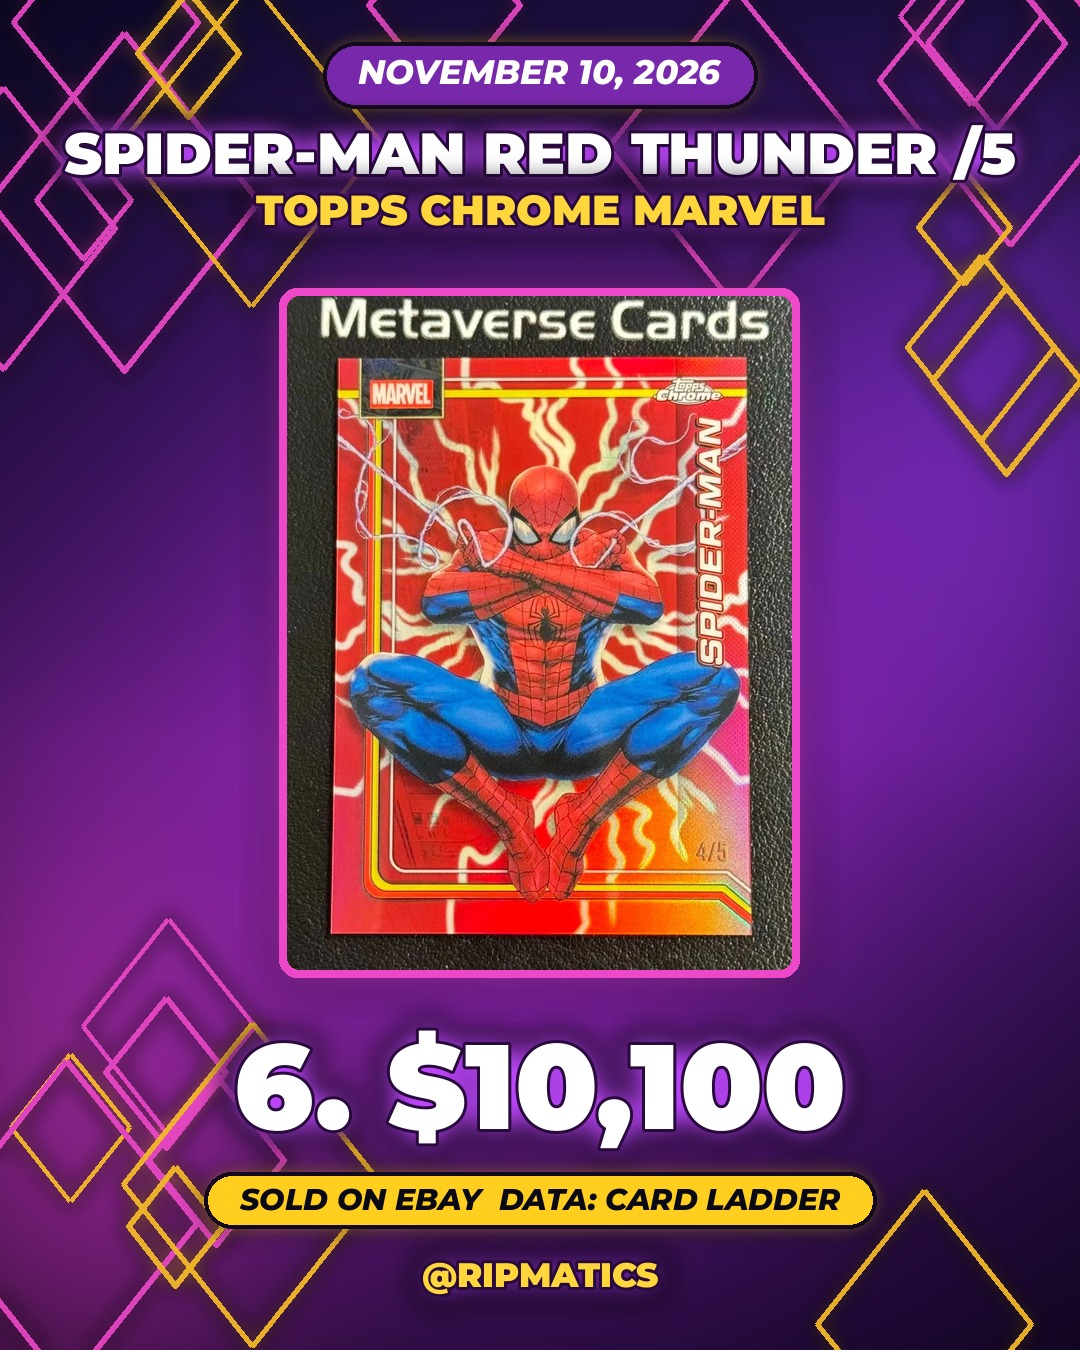 NOVEMBER 10, 2026
SPIDER-MAN RED THUNDER /5
TOPPS CHROME MARVEL
Metaverse Cards
MARVEL
topps
Chrome
SPIDER-MAN
4/5
6. $10,100
SOLD ON EBAY DATA: CARD LADDER
@RIPMATICS